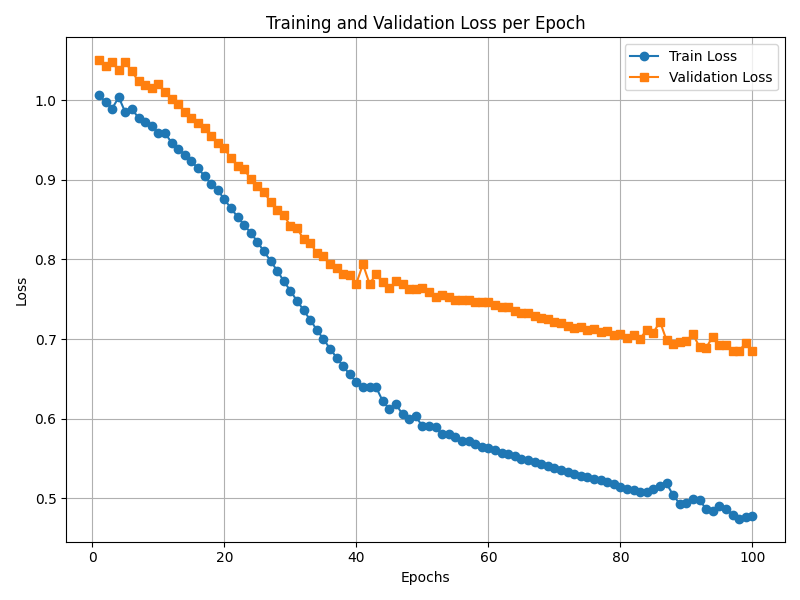 Training and Validation Loss per Epoch
Train Loss
Validation Loss
Loss
1.0
0.9
0.8
0.7
0.6
0.5
0 20 40 60 80 100
Epochs